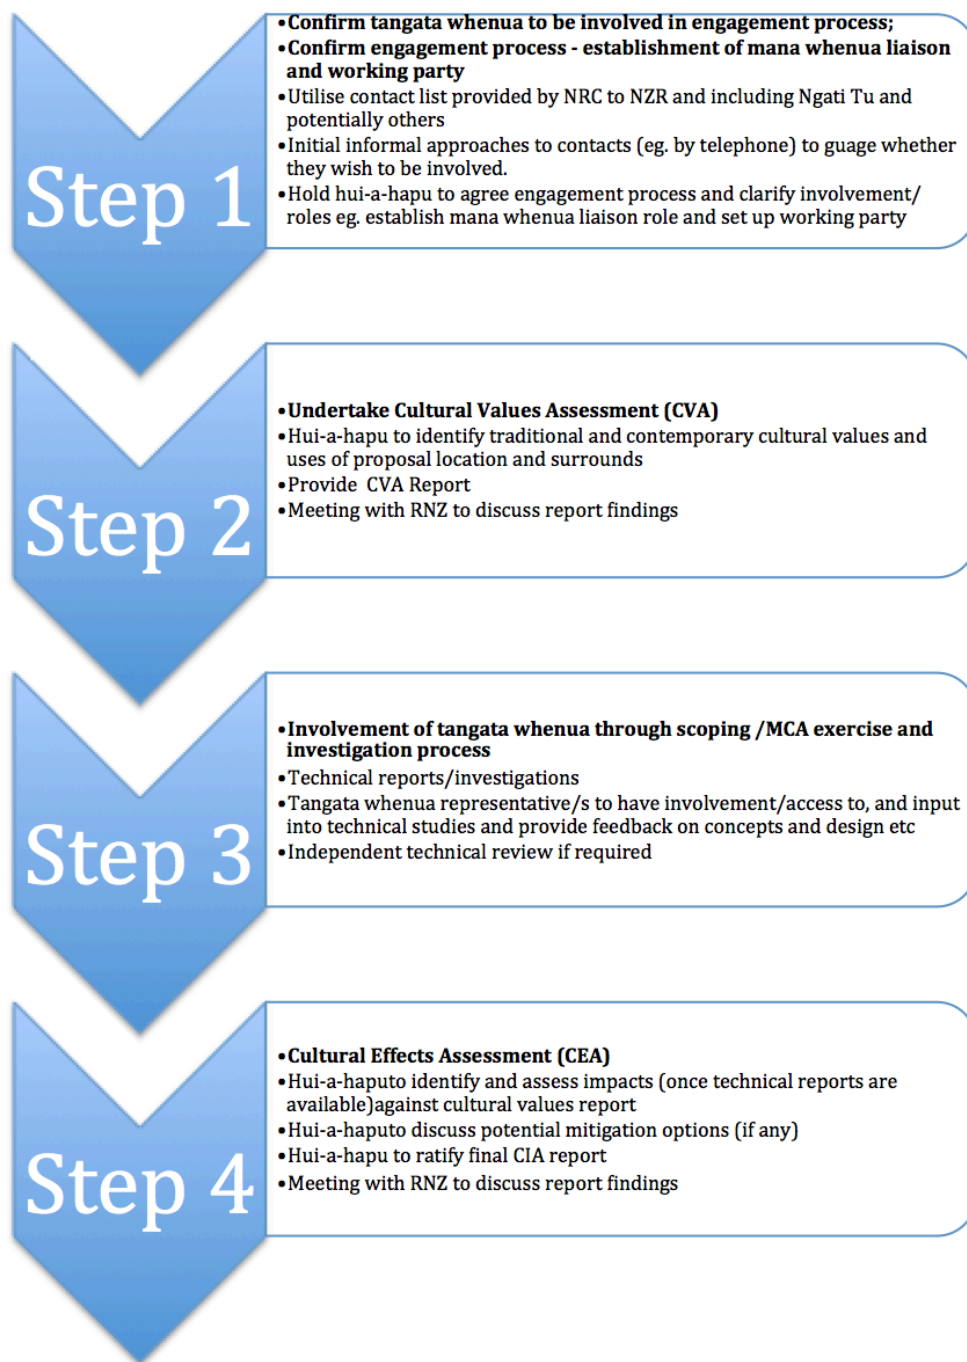 •Confirm tangata whenua to be involved in engagement process;
•Confirm engagement process - establishment of mana whenua liaison
and working party
•Utilise contact list provided by NRC to NZR and including Ngati Tu and
potentially others
•Initial informal approaches to contacts (eg. by telephone) to guage whether
they wish to be involved.
•Hold hui-a-hapu to agree engagement process and clarify involvement/
roles eg. establish mana whenua liaison role and set up working party
Step 1
•Undertake Cultural Values Assessment (CVA)
•Hui-a-hapu to identify traditional and contemporary cultural values and
uses of proposal location and surrounds
•Provide CVA Report
•Meeting with RNZ to discuss report findings
Step 2
•Involvement of tangata whenua through scoping /MCA exercise and
investigation process
•Technical reports/investigations
•Tangata whenua representative/s to have involvement/access to, and input
into technical studies and provide feedback on concepts and design etc
•Independent technical review if required
Step 3
•Cultural Effects Assessment (CEA)
•Hui-a-haputo identify and assess impacts (once technical reports are
available)against cultural values report
•Hui-a-haputo discuss potential mitigation options (if any)
•Hui-a-hapu to ratify final CIA report
•Meeting with RNZ to discuss report findings
Step 4